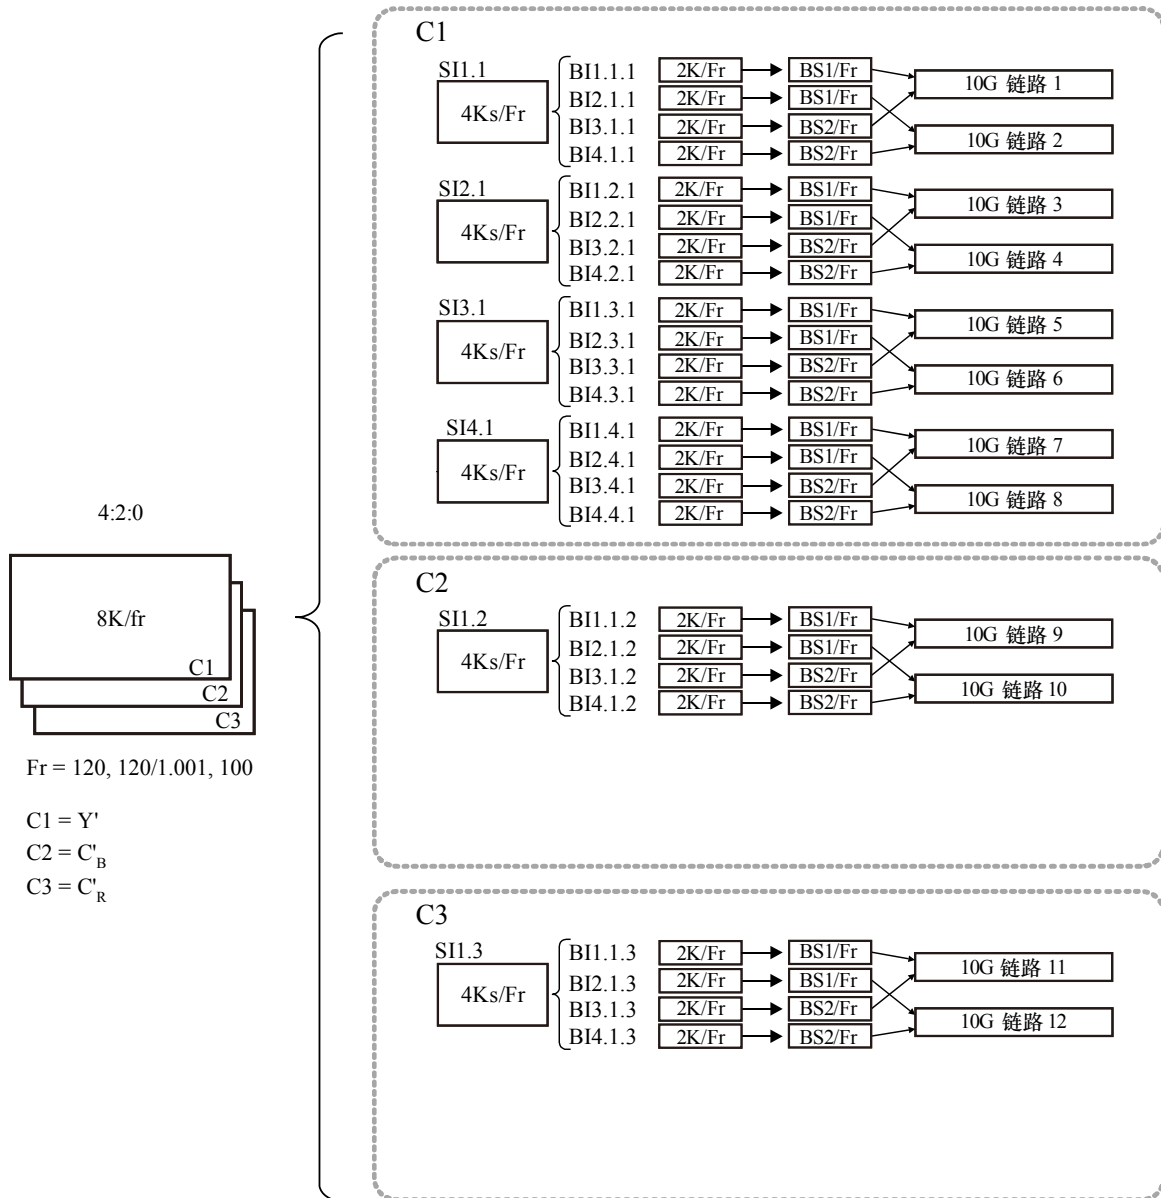 4:2:0
8K/fr
C1
C2
C3
Fr = 120, 120/1.001, 100
C1 = Y'
C2 = C'B
C3 = C'R
C1
SI1.1
4Ks/Fr
BI1.1.1 2K/Fr BS1/Fr
BI2.1.1 2K/Fr BS1/Fr
BI3.1.1 2K/Fr BS2/Fr
BI4.1.1 2K/Fr BS2/Fr
10G 链路 1
10G 链路 2
SI2.1
4Ks/Fr
BI1.2.1 2K/Fr BS1/Fr
BI2.2.1 2K/Fr BS1/Fr
BI3.2.1 2K/Fr BS2/Fr
BI4.2.1 2K/Fr BS2/Fr
10G 链路 3
10G 链路 4
SI3.1
4Ks/Fr
BI1.3.1 2K/Fr BS1/Fr
BI2.3.1 2K/Fr BS1/Fr
BI3.3.1 2K/Fr BS2/Fr
BI4.3.1 2K/Fr BS2/Fr
10G 链路 5
10G 链路 6
SI4.1
4Ks/Fr
BI1.4.1 2K/Fr BS1/Fr
BI2.4.1 2K/Fr BS1/Fr
BI3.4.1 2K/Fr BS2/Fr
BI4.4.1 2K/Fr BS2/Fr
10G 链路 7
10G 链路 8
C2
SI1.2
4Ks/Fr
BI1.1.2 2K/Fr BS1/Fr
BI2.1.2 2K/Fr BS1/Fr
BI3.1.2 2K/Fr BS2/Fr
BI4.1.2 2K/Fr BS2/Fr
10G 链路 9
10G 链路 10
C3
SI1.3
4Ks/Fr
BI1.1.3 2K/Fr BS1/Fr
BI2.1.3 2K/Fr BS1/Fr
BI3.1.3 2K/Fr BS2/Fr
BI4.1.3 2K/Fr BS2/Fr
10G 链路 11
10G 链路 12